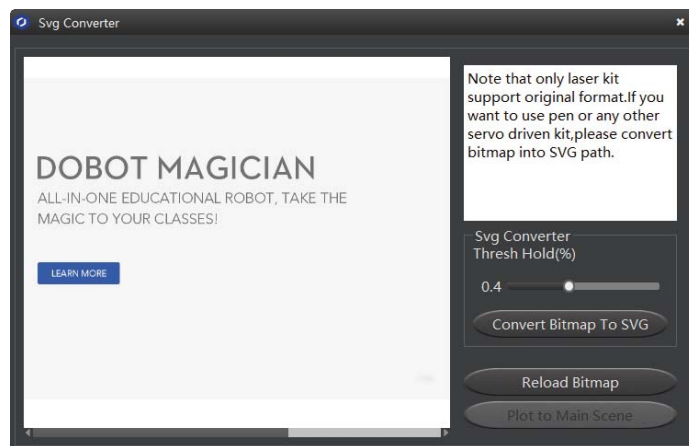 Svg Converter
DOBOT MAGICIAN
ALL-IN-ONE EDUCATIONAL ROBOT, TAKE THE
MAGIC TO YOUR CLASSES!
LEARN MORE
Note that only laser kit
support original format.If you
want to use pen or any other
servo driven kit,please convert
bitmap into SVG path.
Svg Converter
Thresh Hold(%)
0.4
Convert Bitmap To SVG
Reload Bitmap
Plot to Main Scene